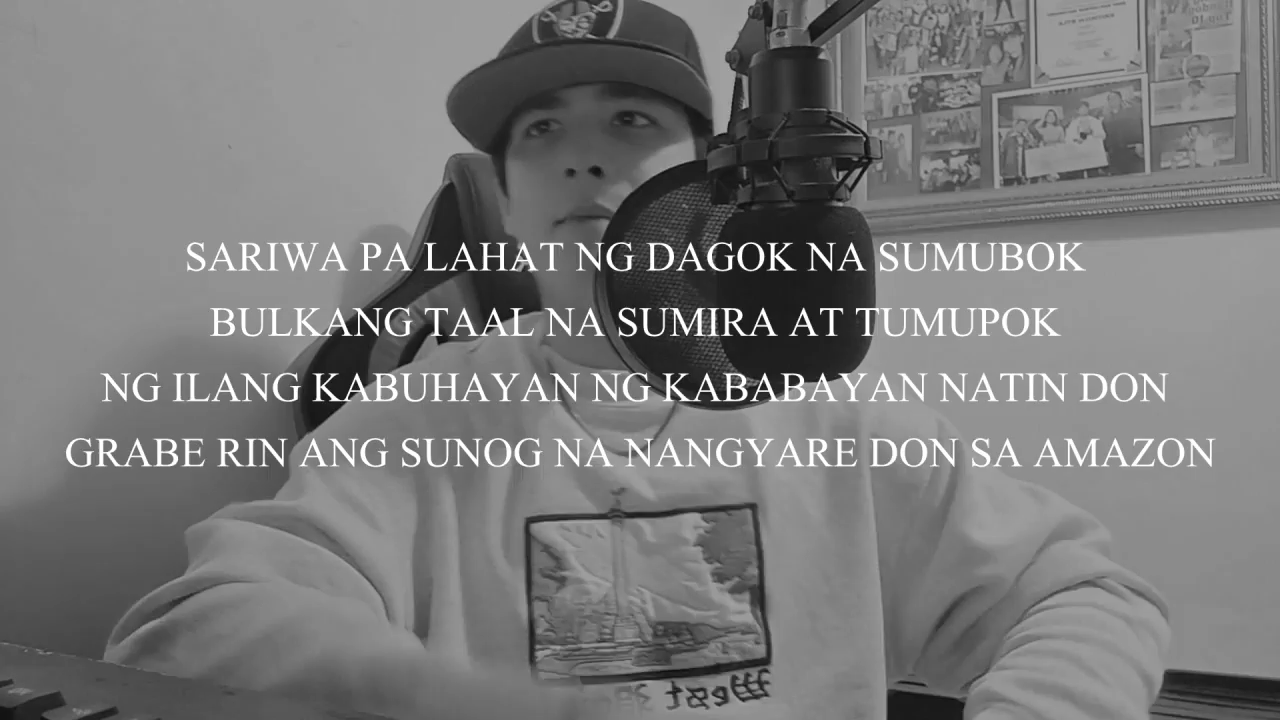 SARIWA PA LAHAT NG DAGOK NA SUMUBOK
BULKANG TAAL NA SUMIRA AT TUMUPOK
NG ILANG KABUHAYAN NG KABABAYAN NATIN DON
GRABE RIN ANG SUNOG NA NANGYARE DON SA AMAZON